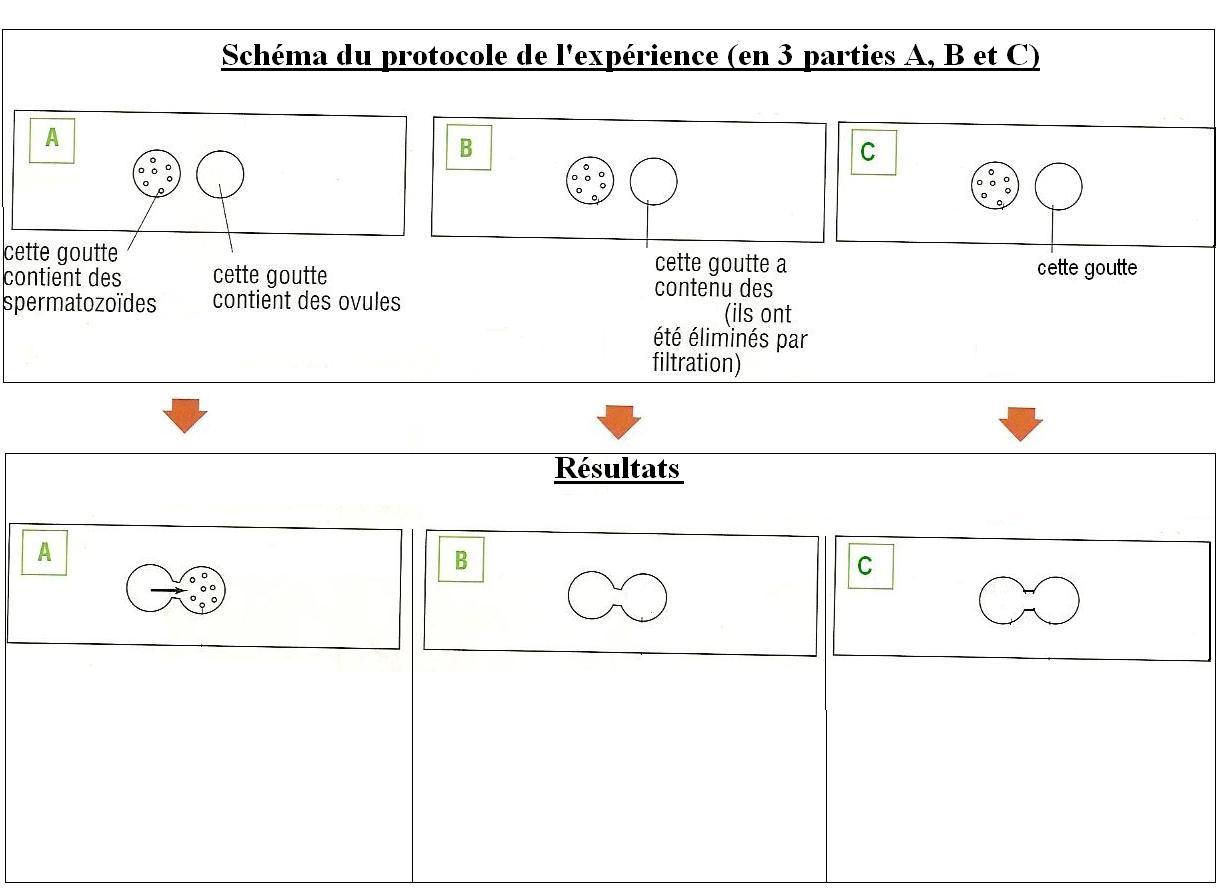 Schéma du protocole de l'expérience (en 3 parties A, B et C)
A
B
C
cette goutte
contient des
spermatozoïdes
cette goutte
contient des ovules
cette goutte a
contenu des
(ils ont
été éliminés par
filtration)
cette goutte
Résultats
A
B
C